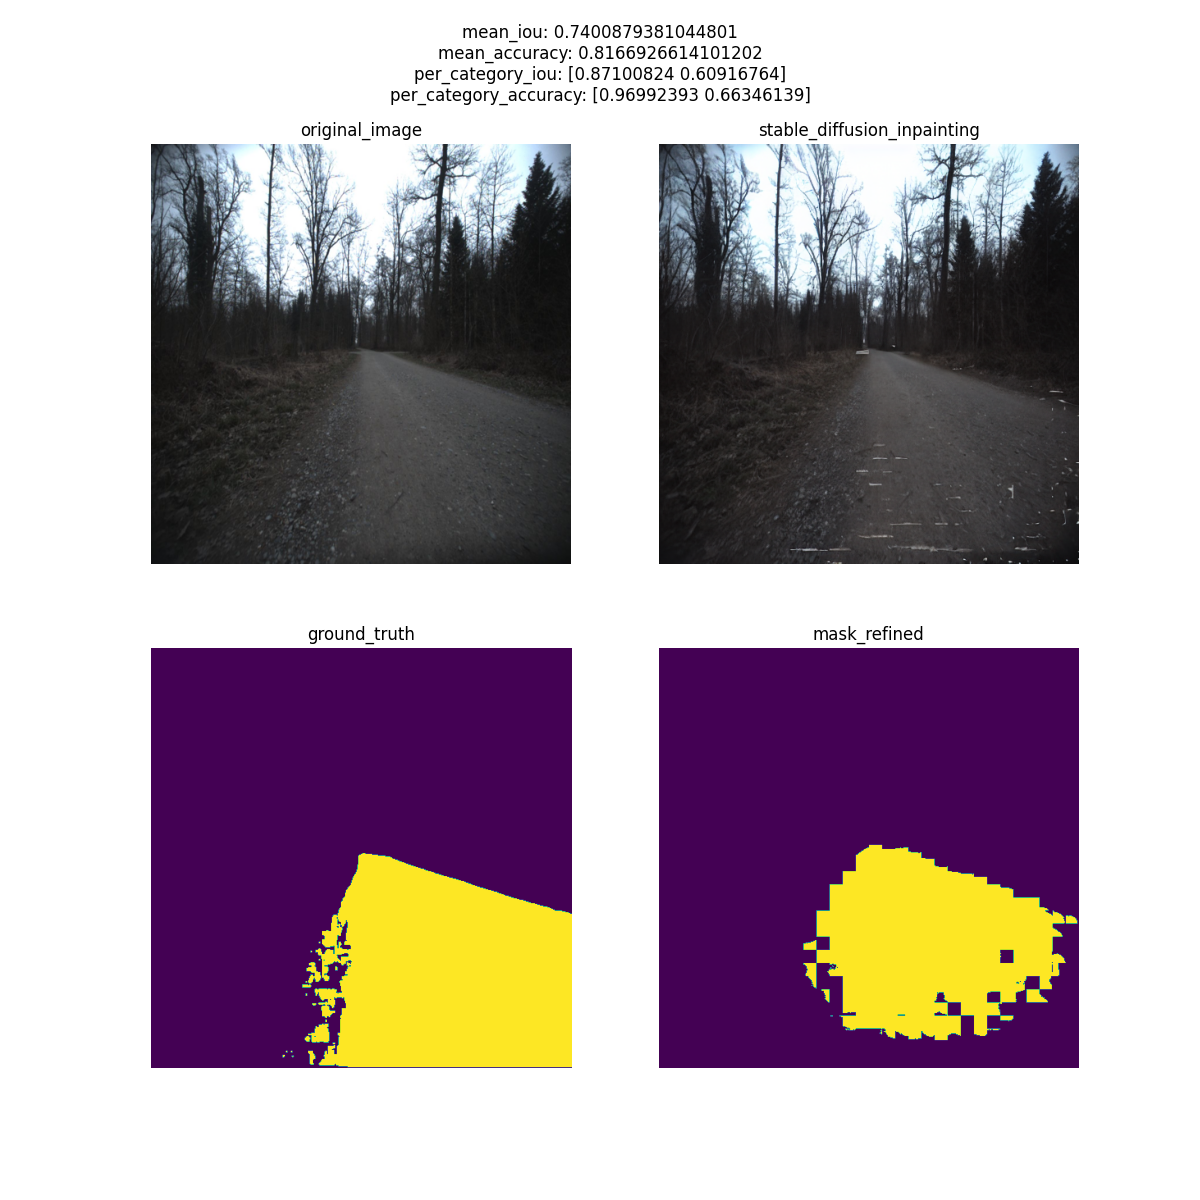 mean_iou: 0.7400879381044801
mean_accuracy: 0.8166926614101202
per_category_iou: [0.87100824 0.60916764]
per_category_accuracy: [0.96992393 0.66346139]
original_image
stable_diffusion_inpainting
ground_truth
mask_refined